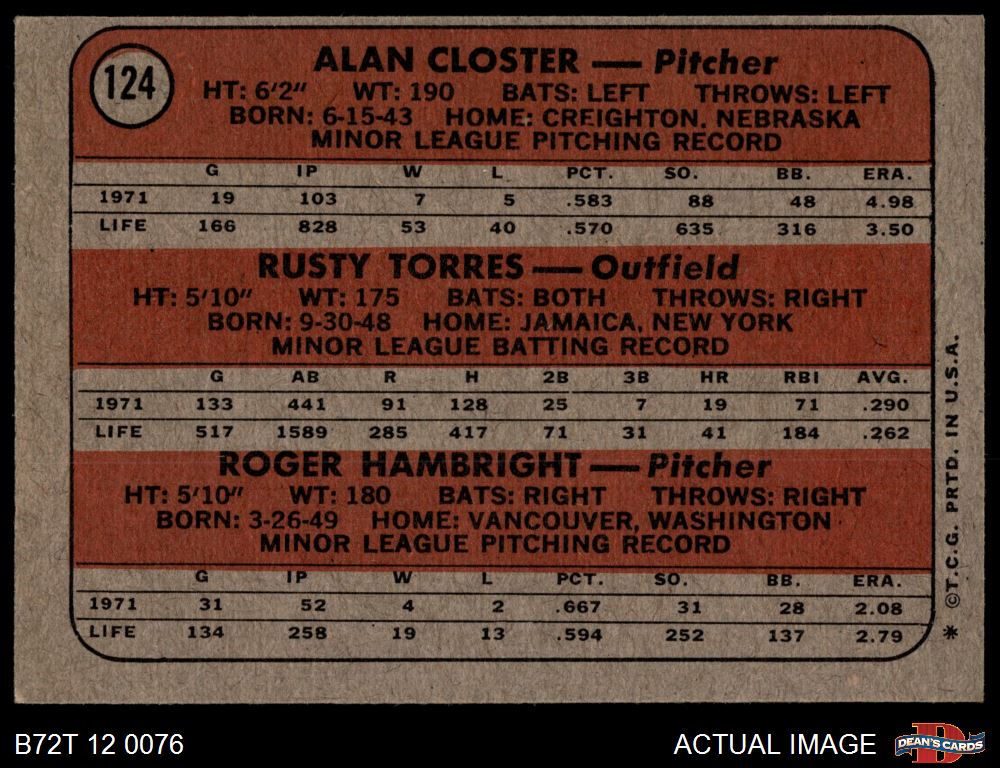 124
ALAN CLOSTER — Pitcher
HT: 6'2" WT: 190 BATS: LEFT THROWS: LEFT
BORN: 6-15-43 HOME: CREIGHTON, NEBRASKA
MINOR LEAGUE PITCHING RECORD
G IP W L PCT. SO. BB. ERA.
1971 19 103 7 5 .583 88 48 4.98
LIFE 166 828 53 40 .570 635 316 3.50
RUSTY TORRES — Outfield
HT: 5'10" WT: 175 BATS: BOTH THROWS: RIGHT
BORN: 9-30-48 HOME: JAMAICA, NEW YORK
MINOR LEAGUE BATTING RECORD
G AB R H 2B 3B HR RBI AVG.
1971 133 441 91 128 25 7 19 71 .290
LIFE 517 1589 285 417 71 31 41 184 .262
ROGER HAMBRIGHT — Pitcher
HT: 5'10" WT: 180 BATS: RIGHT THROWS: RIGHT
BORN: 3-26-49 HOME: VANCOUVER, WASHINGTON
MINOR LEAGUE PITCHING RECORD
G IP W L PCT. SO. BB. ERA.
1971 31 52 4 2 .667 31 28 2.08
LIFE 134 258 19 13 .594 252 137 2.79
* ©T.C.G. PRTD. IN U.S.A.
B72T 12 0076
ACTUAL IMAGE
D
DEAN'S CARDS